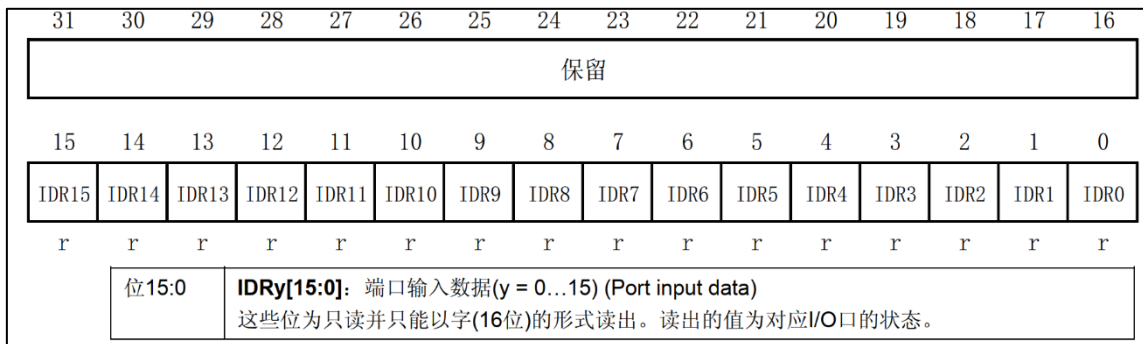 31 30 29 28 27 26 25 24 23 22 21 20 19 18 17 16
保留
15 14 13 12 11 10 9 8 7 6 5 4 3 2 1 0
IDR15 IDR14 IDR13 IDR12 IDR11 IDR10 IDR9 IDR8 IDR7 IDR6 IDR5 IDR4 IDR3 IDR2 IDR1 IDR0
r r r r r r r r r r r r r r r r
位15:0 IDRy[15:0]：端口输入数据(y = 0…15) (Port input data)
这些位为只读并只能以字(16位)的形式读出。读出的值为对应I/O口的状态。